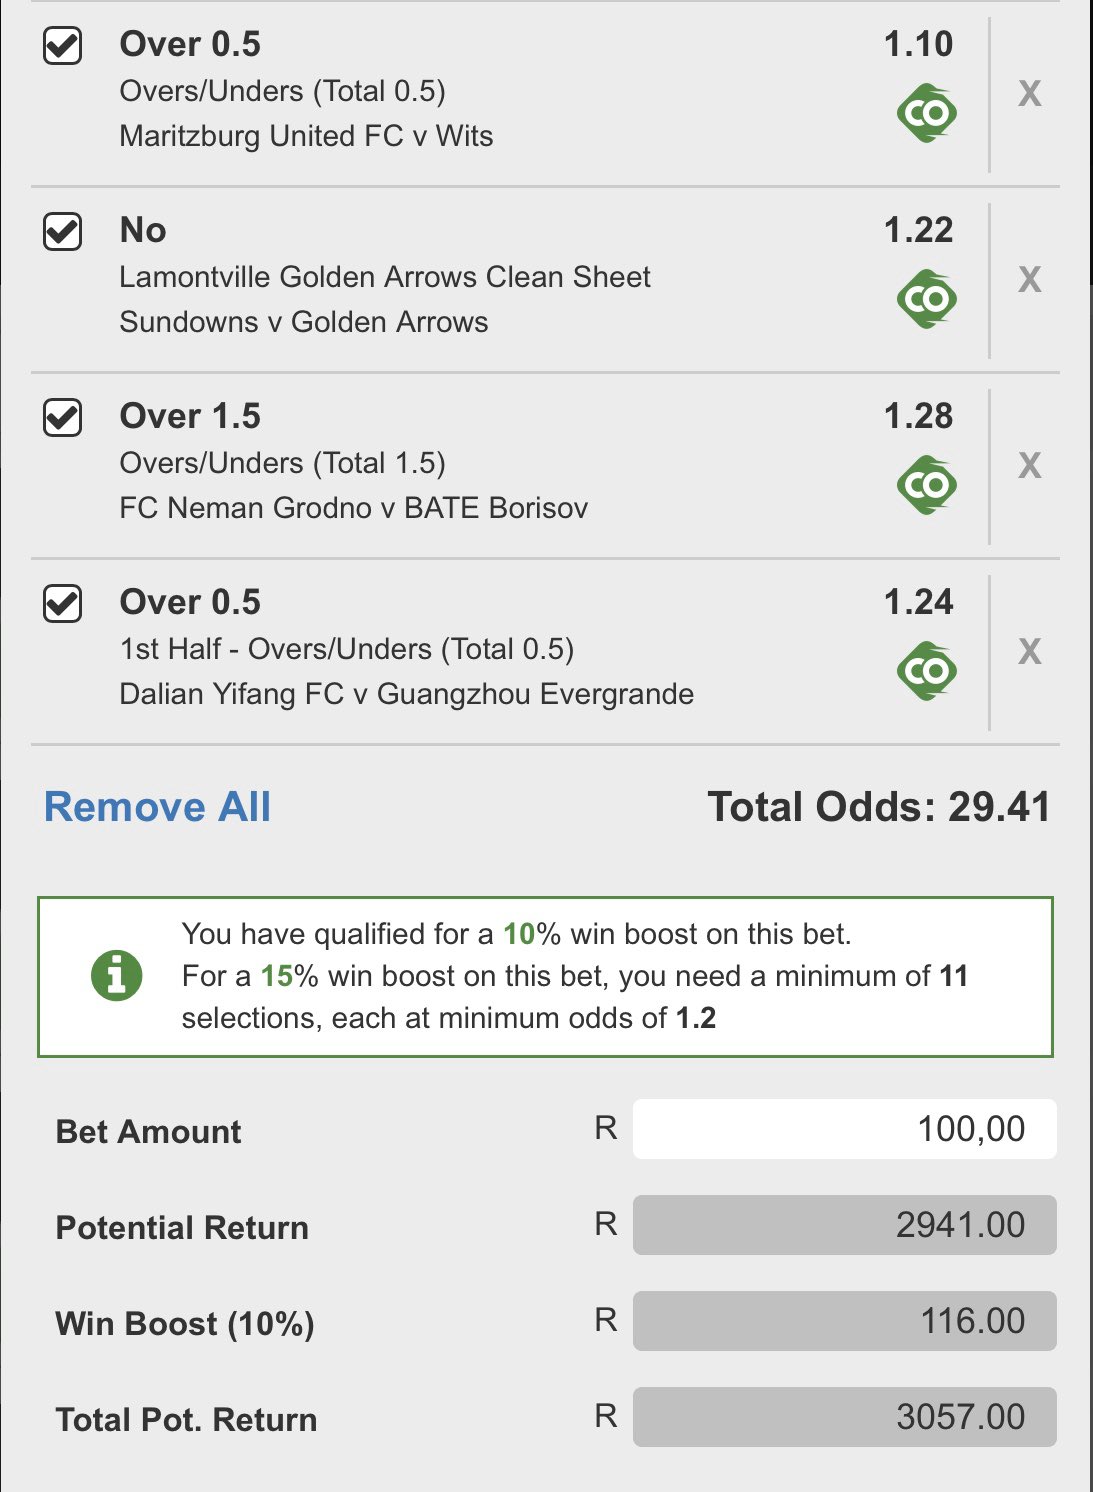 Over 0.5 1.10
Overs/Unders (Total 0.5)
CO X
Maritzburg United FC v Wits
No 1.22
Lamontville Golden Arrows Clean Sheet
CO X
Sundowns v Golden Arrows
Over 1.5 1.28
Overs/Unders (Total 1.5)
CO X
FC Neman Grodno v BATE Borisov
Over 0.5 1.24
1st Half - Overs/Unders (Total 0.5)
CO X
Dalian Yifang FC v Guangzhou Evergrande
Remove All Total Odds: 29.41
You have qualified for a 10% win boost on this bet.
For a 15% win boost on this bet, you need a minimum of 11
selections, each at minimum odds of 1.2
Bet Amount R 100,00
Potential Return R 2941.00
Win Boost (10%) R 116.00
Total Pot. Return R 3057.00